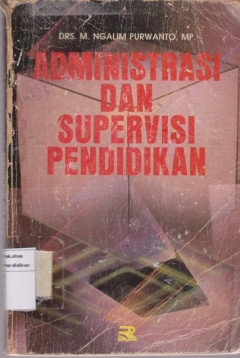 DRS. M. NGALIM PURWANTO, MP.
ADMINISTRASI
DAN
SUPERVISI
PENDIDIKAN